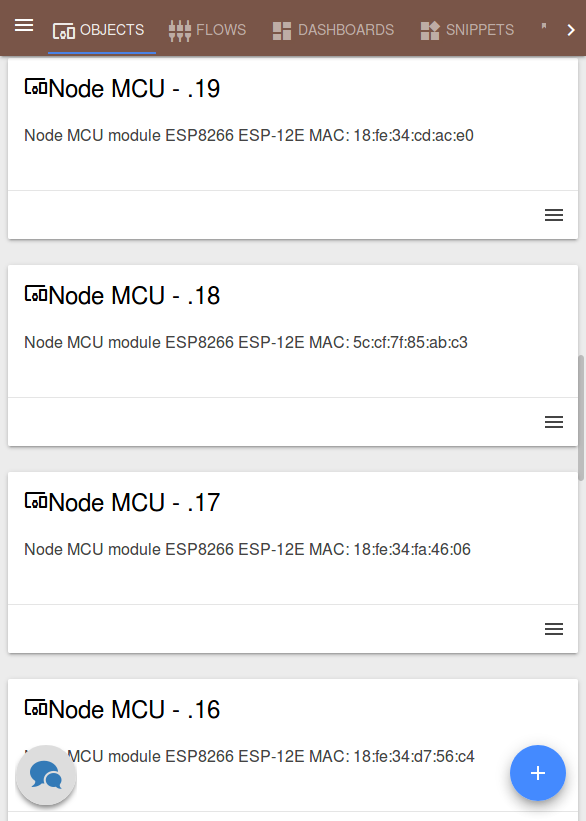 OBJECTS FLOWS DASHBOARDS SNIPPETS
Node MCU - .19
Node MCU module ESP8266 ESP-12E MAC: 18:fe:34:cd:ac:e0
Node MCU - .18
Node MCU module ESP8266 ESP-12E MAC: 5c:cf:7f:85:ab:c3
Node MCU - .17
Node MCU module ESP8266 ESP-12E MAC: 18:fe:34:fa:46:06
Node MCU - .16
MCU module ESP8266 ESP-12E MAC: 18:fe:34:d7:56:c4